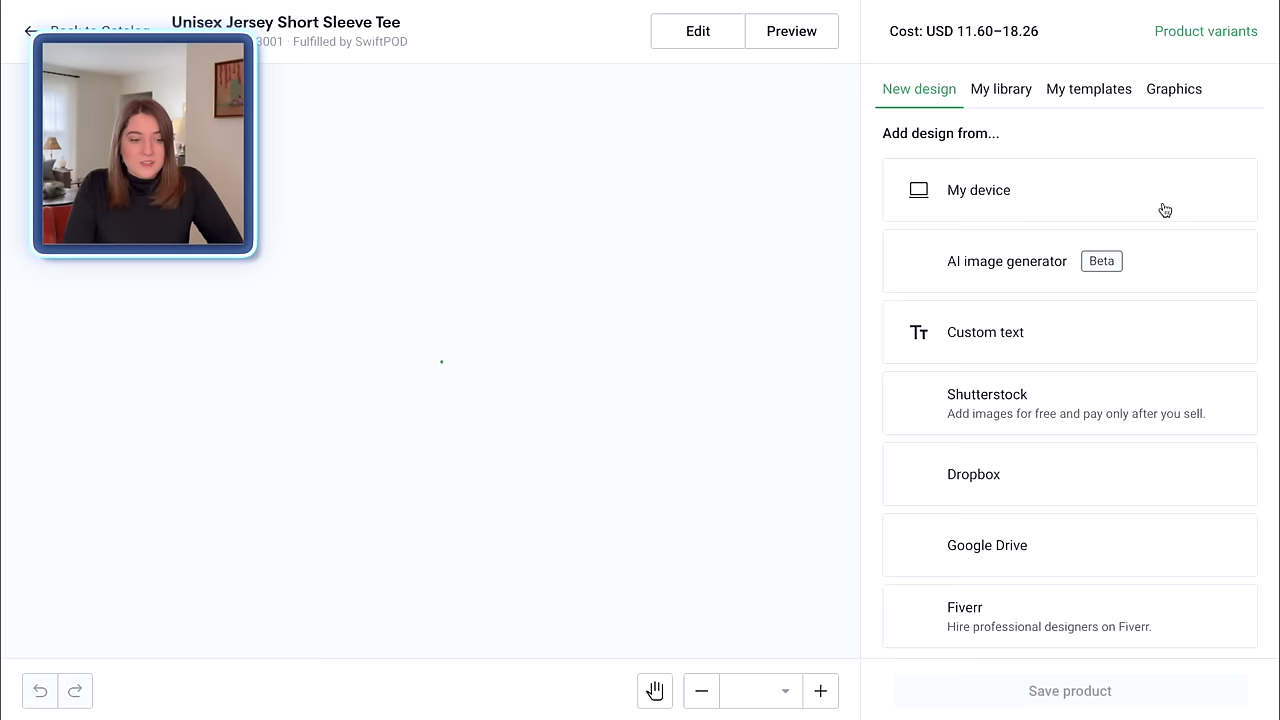 Unisex Jersey Short Sleeve Tee
3001 · Fulfilled by SwiftPOD
Edit
Preview
Cost: USD 11.60–18.26
Product variants
New design
My library
My templates
Graphics
Add design from...
My device
AI image generator
Beta
Custom text
Shutterstock
Add images for free and pay only after you sell.
Dropbox
Google Drive
Fiverr
Hire professional designers on Fiverr.
Save product